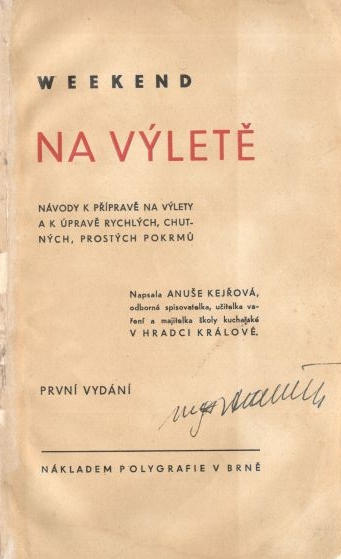 WEEKEND
NA VÝLETĚ
NÁVODY K PŘÍPRAVĚ NA VÝLETY
A K ÚPRAVĚ RYCHLÝCH, CHUT-
NÝCH, PROSTÝCH POKRMŮ
Napsala ANUŠE KEJŘOVÁ,
odborná spisovatelka, učitelka va-
ření a majitelka školy kuchařské
V HRADCI KRÁLOVÉ.
PRVNÍ VYDÁNÍ
NÁKLADEM POLYGRAFIE V BRNĚ